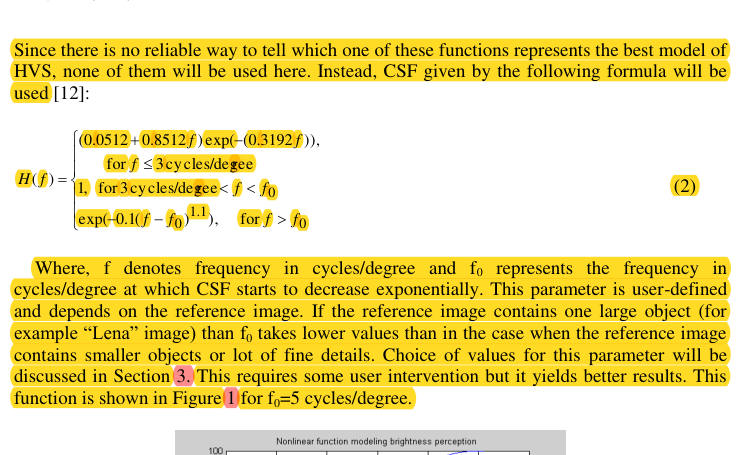 Since there is no reliable way to tell which one of these functions represents the best model of
HVS, none of them will be used here. Instead, CSF given by the following formula will be
used [12]:
(0.0512+0.8512f)exp(−(0.3192f)),
for f ≤ 3cycles/degree
H(f) =
1, for 3cycles/degree < f < f₀
(2)
exp(−0.1(f − f₀)^1.1), for f > f₀
Where, f denotes frequency in cycles/degree and f₀ represents the frequency in
cycles/degree at which CSF starts to decrease exponentially. This parameter is user-defined
and depends on the reference image. If the reference image contains one large object (for
example “Lena” image) than f₀ takes lower values than in the case when the reference image
contains smaller objects or lot of fine details. Choice of values for this parameter will be
discussed in Section 3. This requires some user intervention but it yields better results. This
function is shown in Figure 1 for f₀=5 cycles/degree.
Nonlinear function modeling brightness perception
100